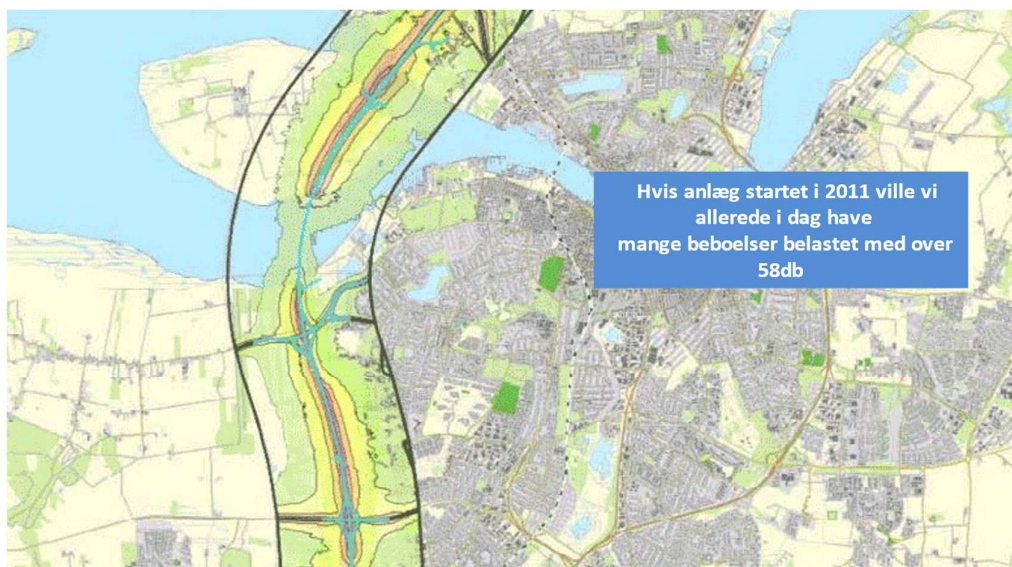 Hvis anlæg startet i 2011 ville vi
allerede i dag have
mange beboelser belastet med over
58db